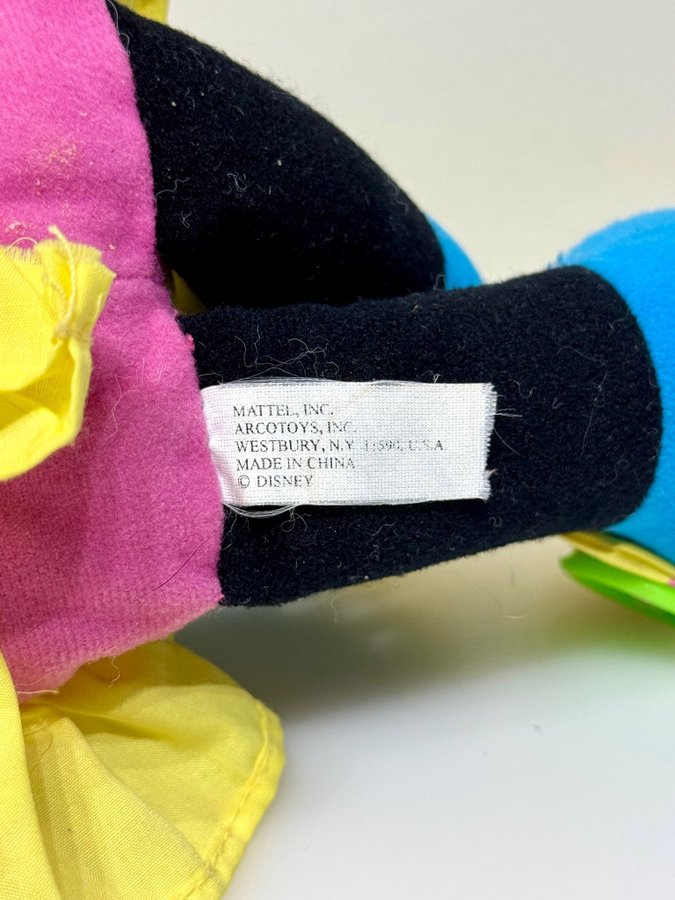 MATTEL, INC.
ARCOTOYS, INC.
WESTBURY, N.Y. 11590, U.S.A.
MADE IN CHINA
© DISNEY